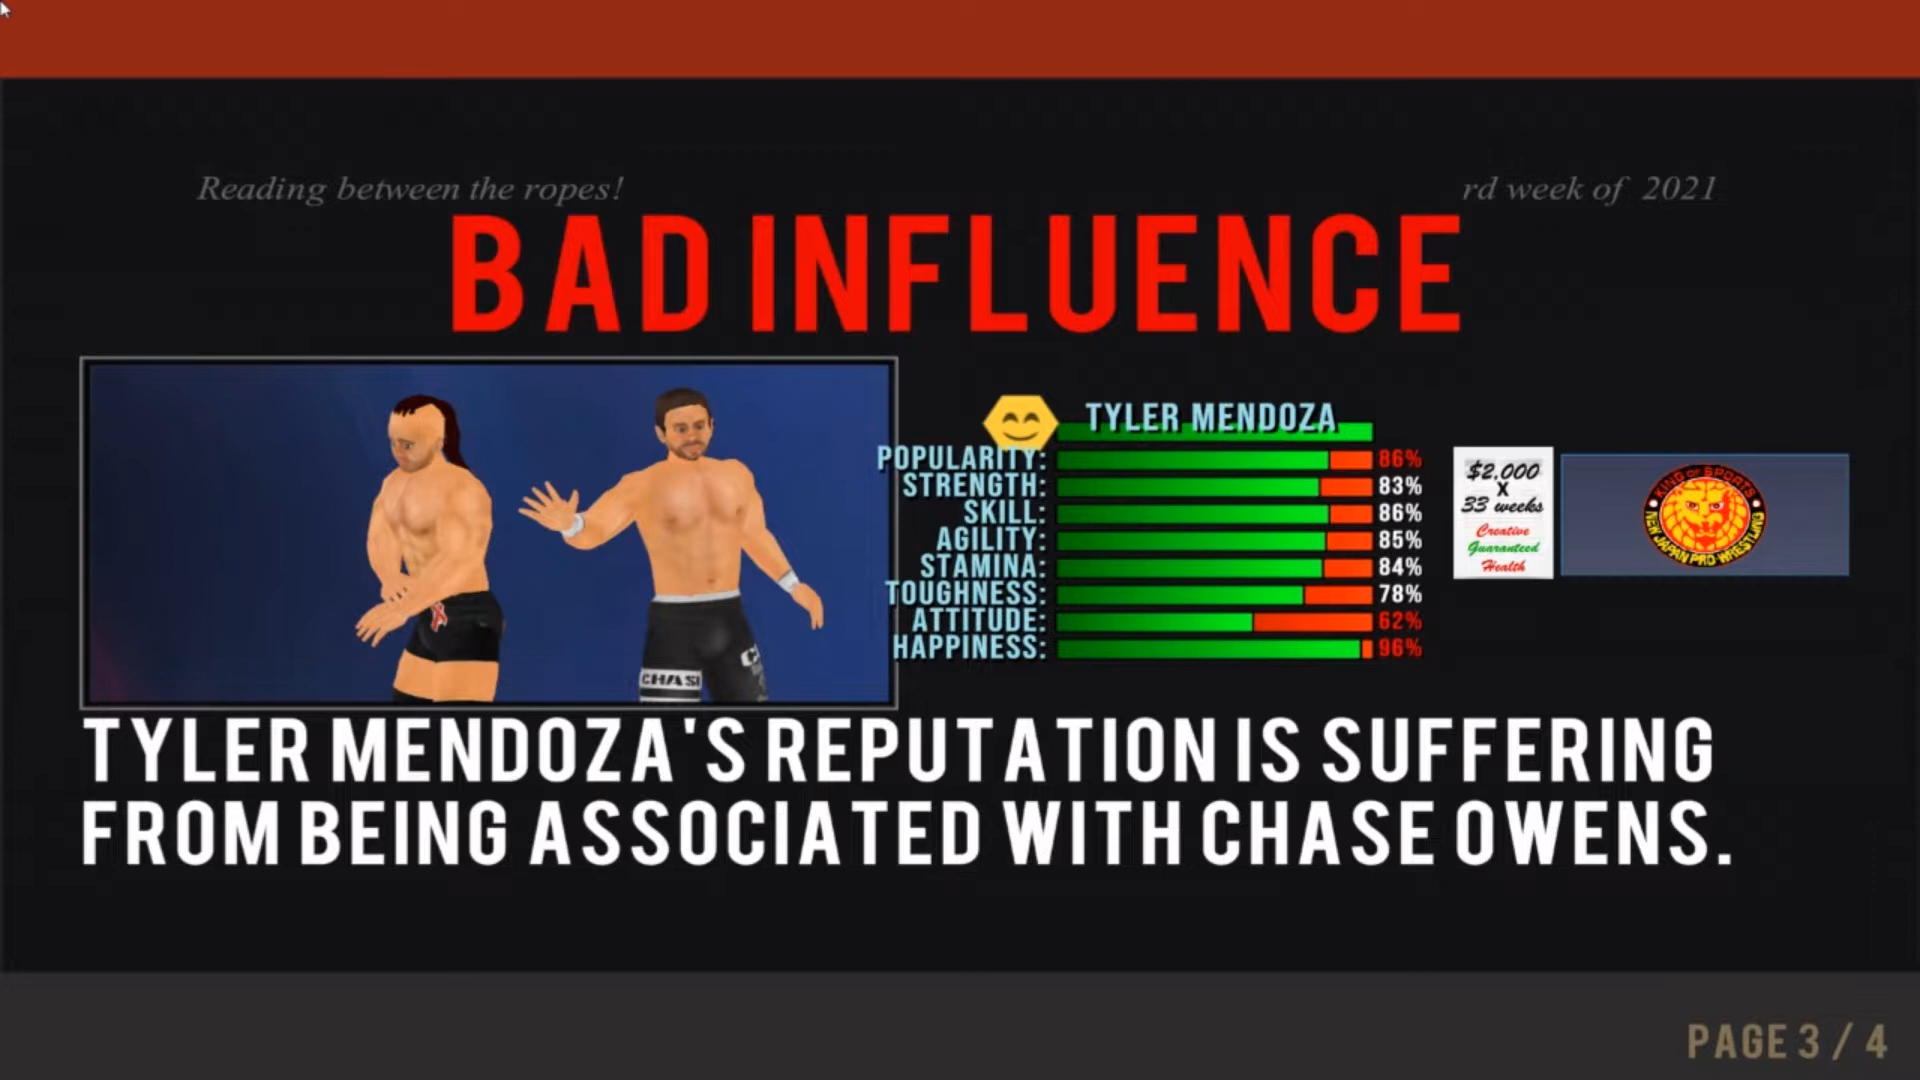 Reading between the ropes!
rd week of 2021
BAD INFLUENCE
TYLER MENDOZA
POPULARITY: 86%
STRENGTH: 83%
SKILL: 86%
AGILITY: 85%
STAMINA: 84%
TOUGHNESS: 78%
ATTITUDE: 62%
HAPPINESS: 96%
$2,000
X
33 weeks
Creative
Guaranteed
Health
KING OF SPORTS
NEW JAPAN PRO-WRESTLING
CHAS
TYLER MENDOZA'S REPUTATION IS SUFFERING
FROM BEING ASSOCIATED WITH CHASE OWENS.
PAGE 3 / 4